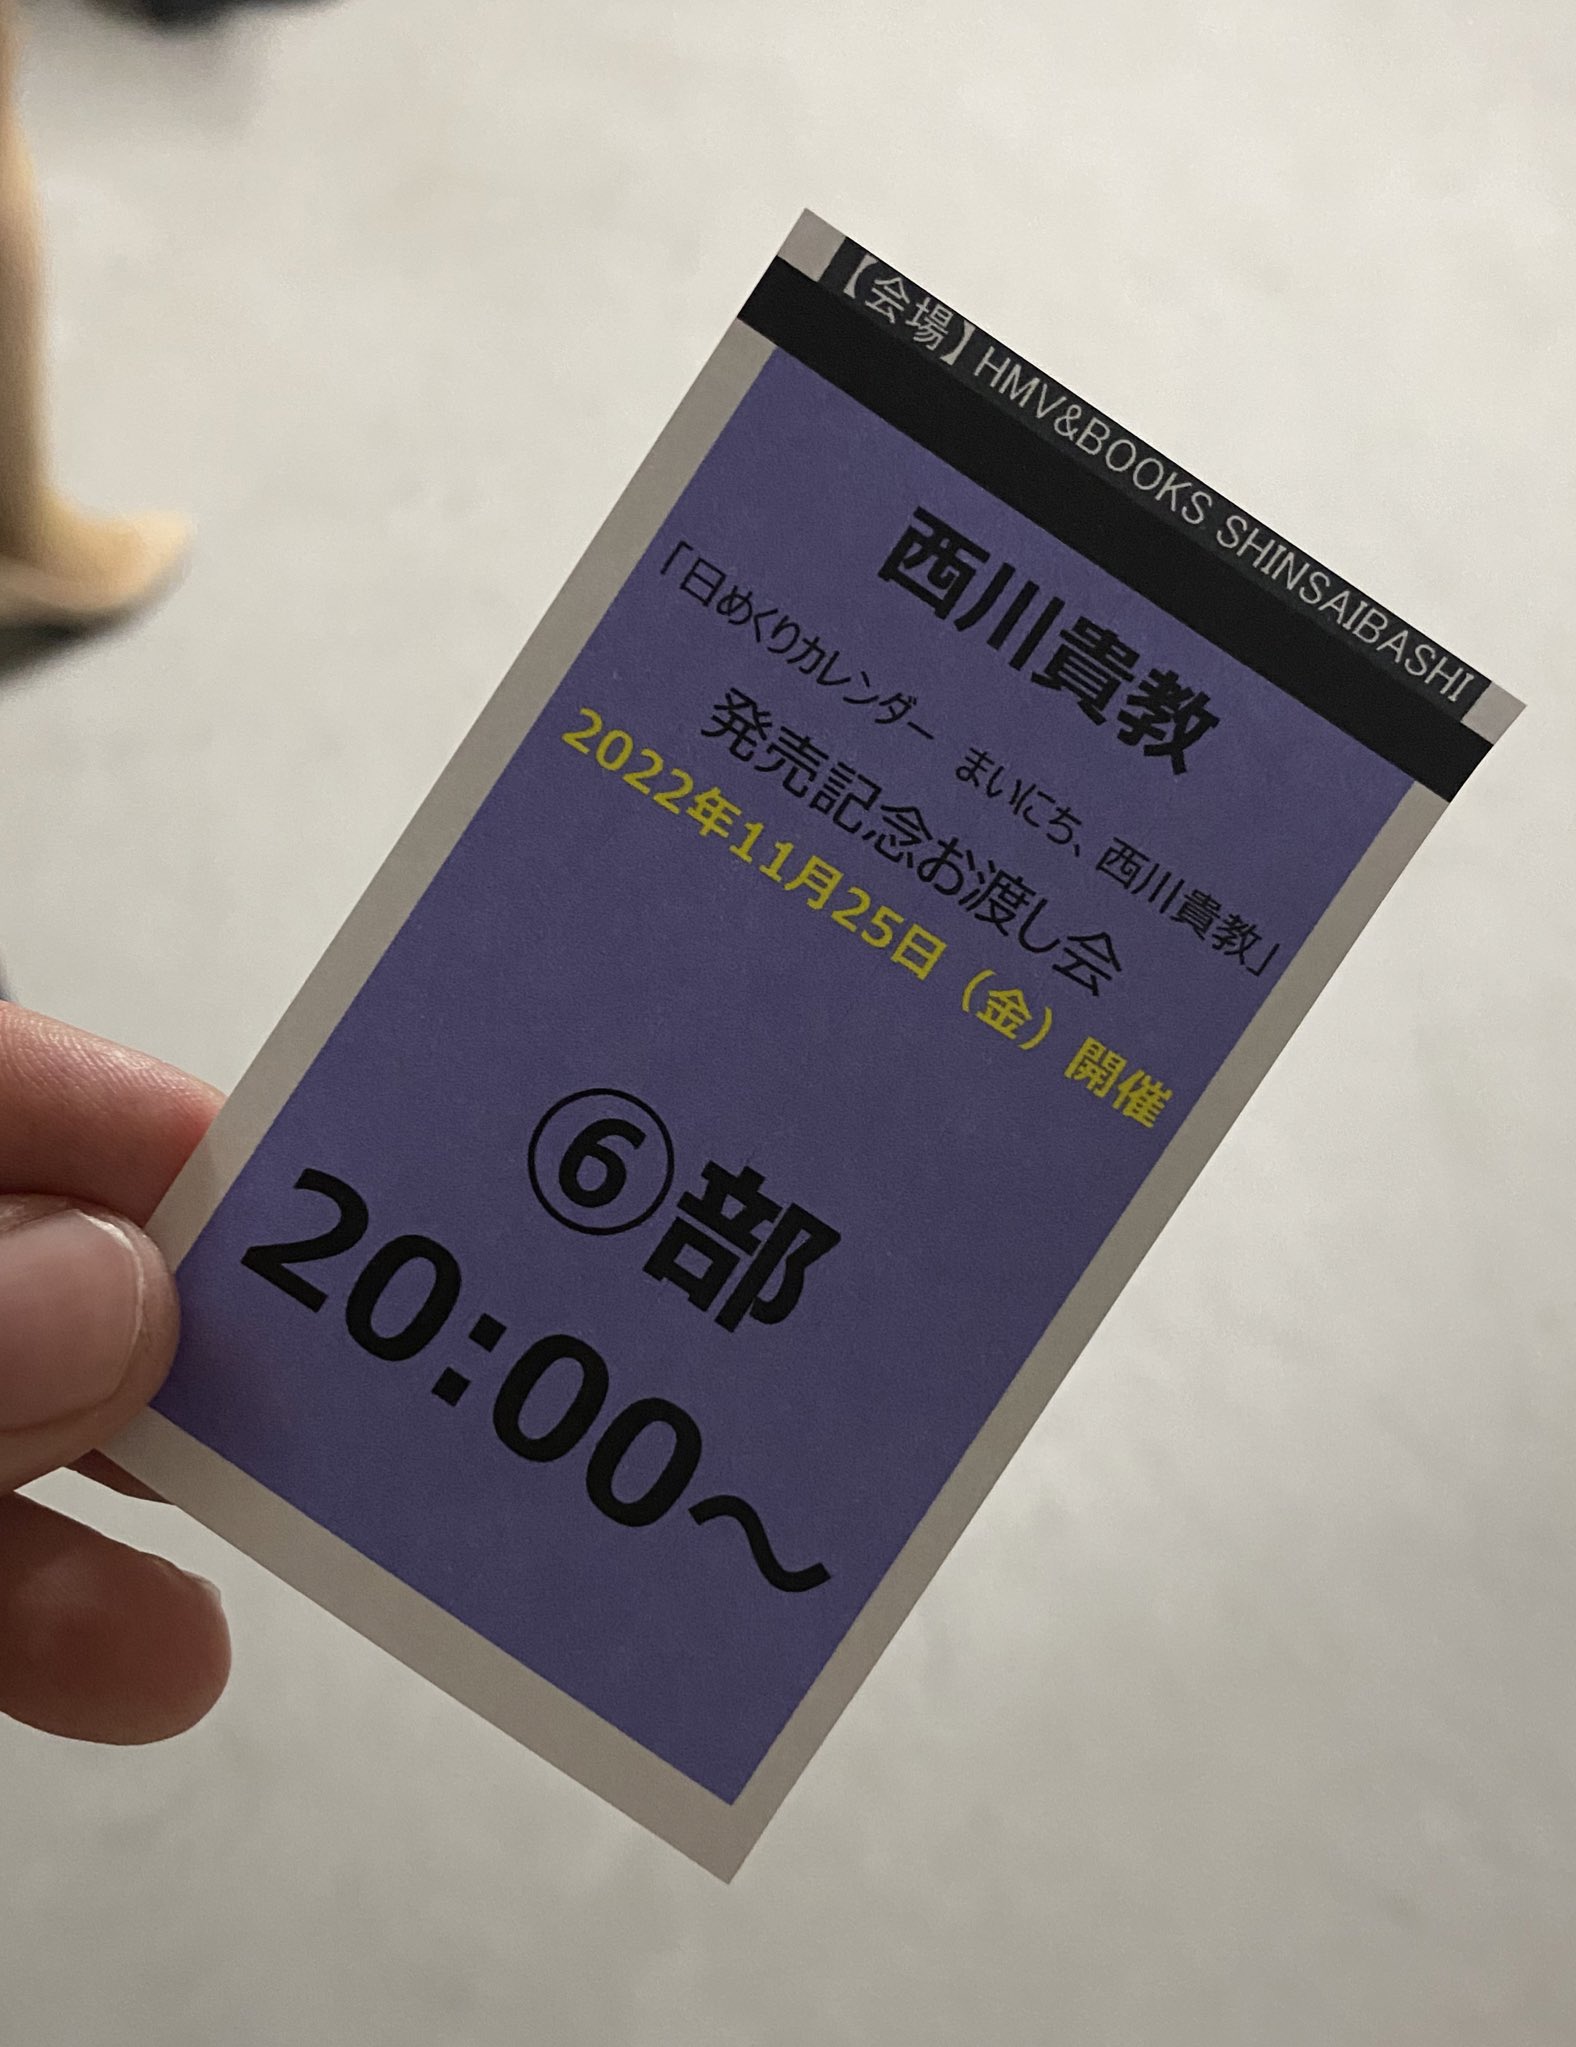 【会場】HMV&BOOKS SHINSAIBASHI
西川貴教
「日めくりカレンダー　まいにち、西川貴教」
発売記念お渡し会
2022年11月25日（金）開催
⑥部
20:00～